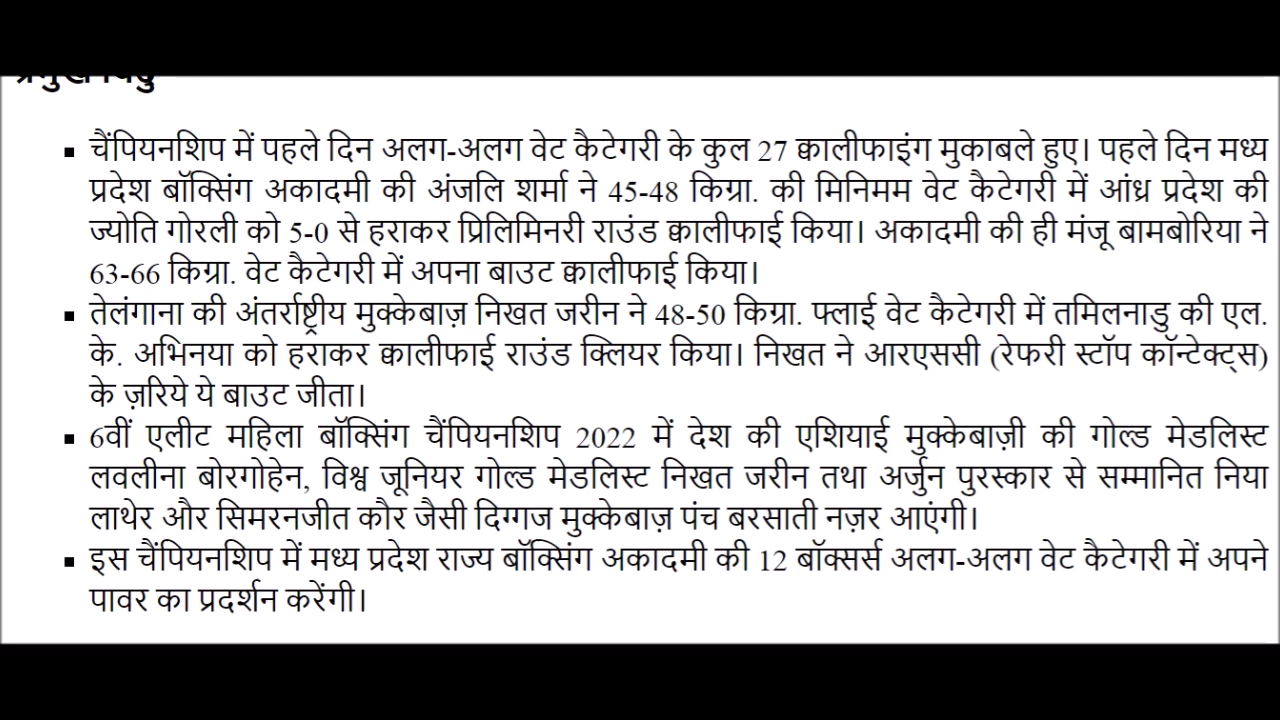 चैंपियनशिप में पहले दिन अलग-अलग वेट कैटेगरी के कुल 27 क्वालीफाइंग मुकाबले हुए। पहले दिन मध्य
प्रदेश बॉक्सिंग अकादमी की अंजलि शर्मा ने 45-48 किग्रा. की मिनिमम वेट कैटेगरी में आंध्र प्रदेश की
ज्योति गोरली को 5-0 से हराकर प्रिलिमिनरी राउंड क्वालीफाई किया। अकादमी की ही मंजू बामबोरिया ने
63-66 किग्रा. वेट कैटेगरी में अपना बाउट क्वालीफाई किया।
तेलंगाना की अंतर्राष्ट्रीय मुक्केबाज़ निखत जरीन ने 48-50 किग्रा. फ्लाई वेट कैटेगरी में तमिलनाडु की एल.
के. अभिनया को हराकर क्वालीफाई राउंड क्लियर किया। निखत ने आरएससी (रेफरी स्टॉप कॉन्टेक्ट्स)
के ज़रिये ये बाउट जीता।
6वीं एलीट महिला बॉक्सिंग चैंपियनशिप 2022 में देश की एशियाई मुक्केबाज़ी की गोल्ड मेडलिस्ट
लवलीना बोरगोहेन, विश्व जूनियर गोल्ड मेडलिस्ट निखत जरीन तथा अर्जुन पुरस्कार से सम्मानित निया
लाथेर और सिमरनजीत कौर जैसी दिग्गज मुक्केबाज़ पंच बरसाती नज़र आएंगी।
इस चैंपियनशिप में मध्य प्रदेश राज्य बॉक्सिंग अकादमी की 12 बॉक्सर्स अलग-अलग वेट कैटेगरी में अपने
पावर का प्रदर्शन करेंगी।